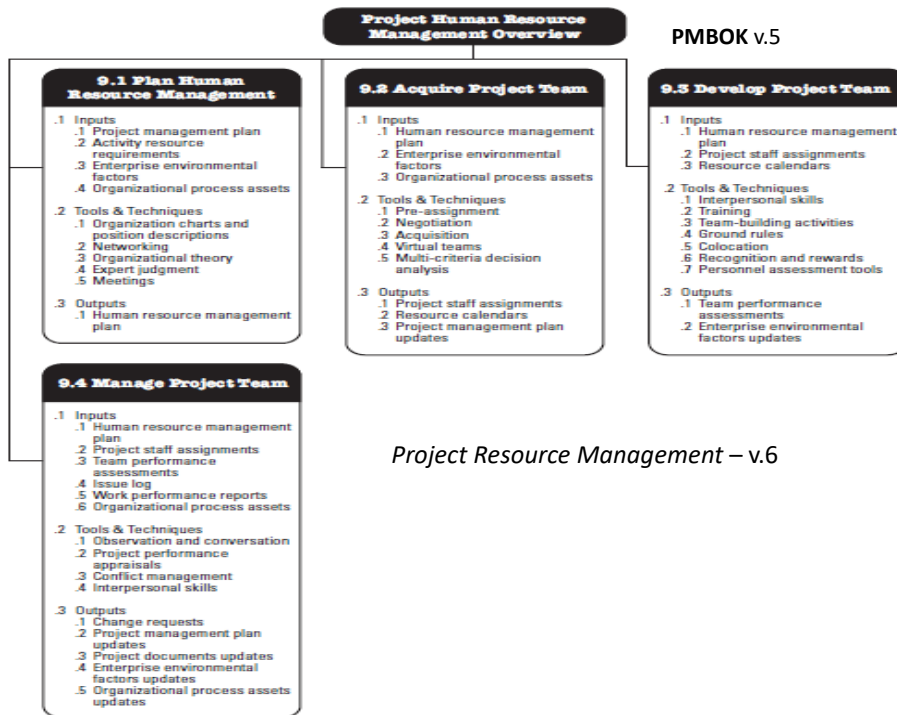 Project Human Resource
Management Overview
PMBOK v.5
9.1 Plan Human
Resource Management
.1 Inputs
.1 Project management plan
.2 Activity resource
requirements
.3 Enterprise environmental
factors
.4 Organizational process assets
.2 Tools & Techniques
.1 Organization charts and
position descriptions
.2 Networking
.3 Organizational theory
.4 Expert judgment
.5 Meetings
.3 Outputs
.1 Human resource management
plan
9.2 Acquire Project Team
.1 Inputs
.1 Human resource management
plan
.2 Enterprise environmental
factors
.3 Organizational process assets
.2 Tools & Techniques
.1 Pre-assignment
.2 Negotiation
.3 Acquisition
.4 Virtual teams
.5 Multi-criteria decision
analysis
.3 Outputs
.1 Project staff assignments
.2 Resource calendars
.3 Project management plan
updates
9.3 Develop Project Team
.1 Inputs
.1 Human resource management
plan
.2 Project staff assignments
.3 Resource calendars
.2 Tools & Techniques
.1 Interpersonal skills
.2 Training
.3 Team-building activities
.4 Ground rules
.5 Colocation
.6 Recognition and rewards
.7 Personnel assessment tools
.3 Outputs
.1 Team performance
assessments
.2 Enterprise environmental
factors updates
9.4 Manage Project Team
.1 Inputs
.1 Human resource management
plan
.2 Project staff assignments
.3 Team performance
assessments
.4 Issue log
.5 Work performance reports
.6 Organizational process assets
.2 Tools & Techniques
.1 Observation and conversation
.2 Project performance
appraisals
.3 Conflict management
.4 Interpersonal skills
.3 Outputs
.1 Change requests
.2 Project management plan
updates
.3 Project documents updates
.4 Enterprise environmental
factors updates
.5 Organizational process assets
updates
Project Resource Management – v.6